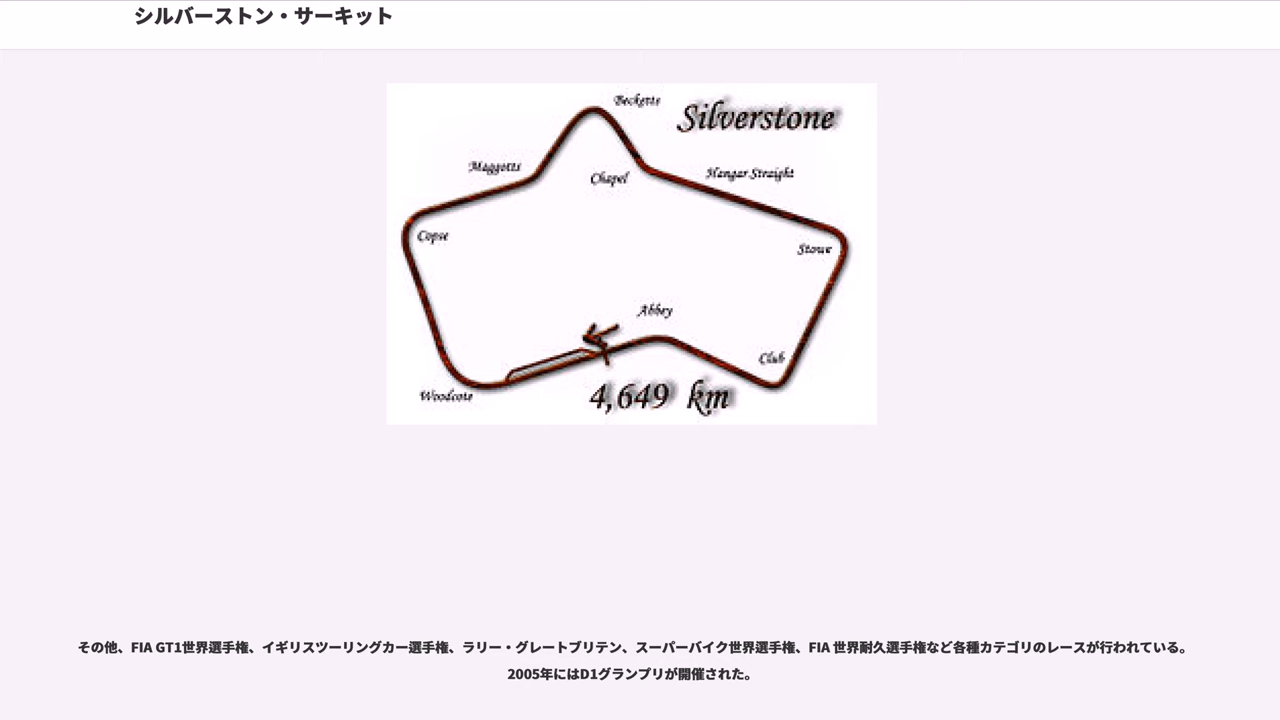 シルバーストン・サーキット
Becketts
Silverstone
Maggotts
Chapel
Hangar Straight
Copse
Stowe
Abbey
Club
Woodcote
4,649 km
その他、FIA GT1世界選手権、イギリスツーリングカー選手権、ラリー・グレートブリテン、スーパーバイク世界選手権、FIA 世界耐久選手権など各種カテゴリのレースが行われている。
2005年にはD1グランプリが開催された。